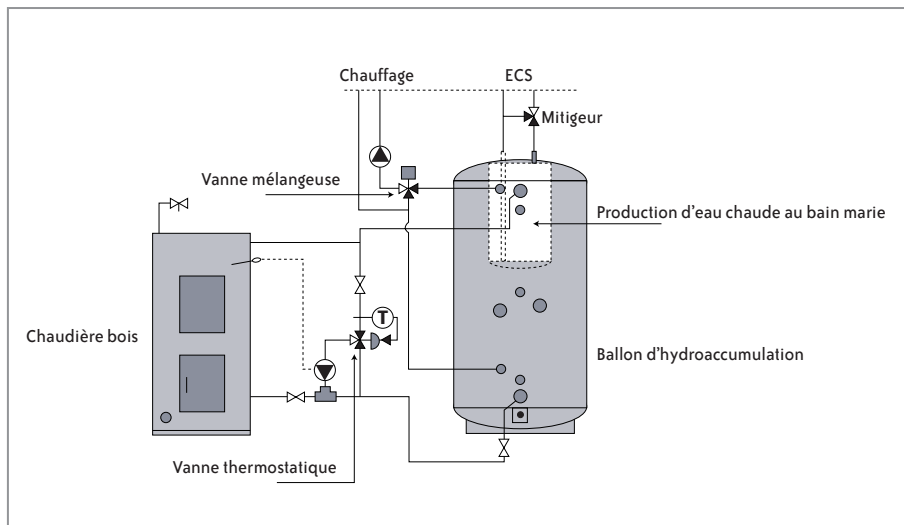 Chauffage
ECS
Mitigeur
Vanne mélangeuse
Production d'eau chaude au bain marie
T
Chaudière bois
Ballon d'hydroaccumulation
Vanne thermostatique